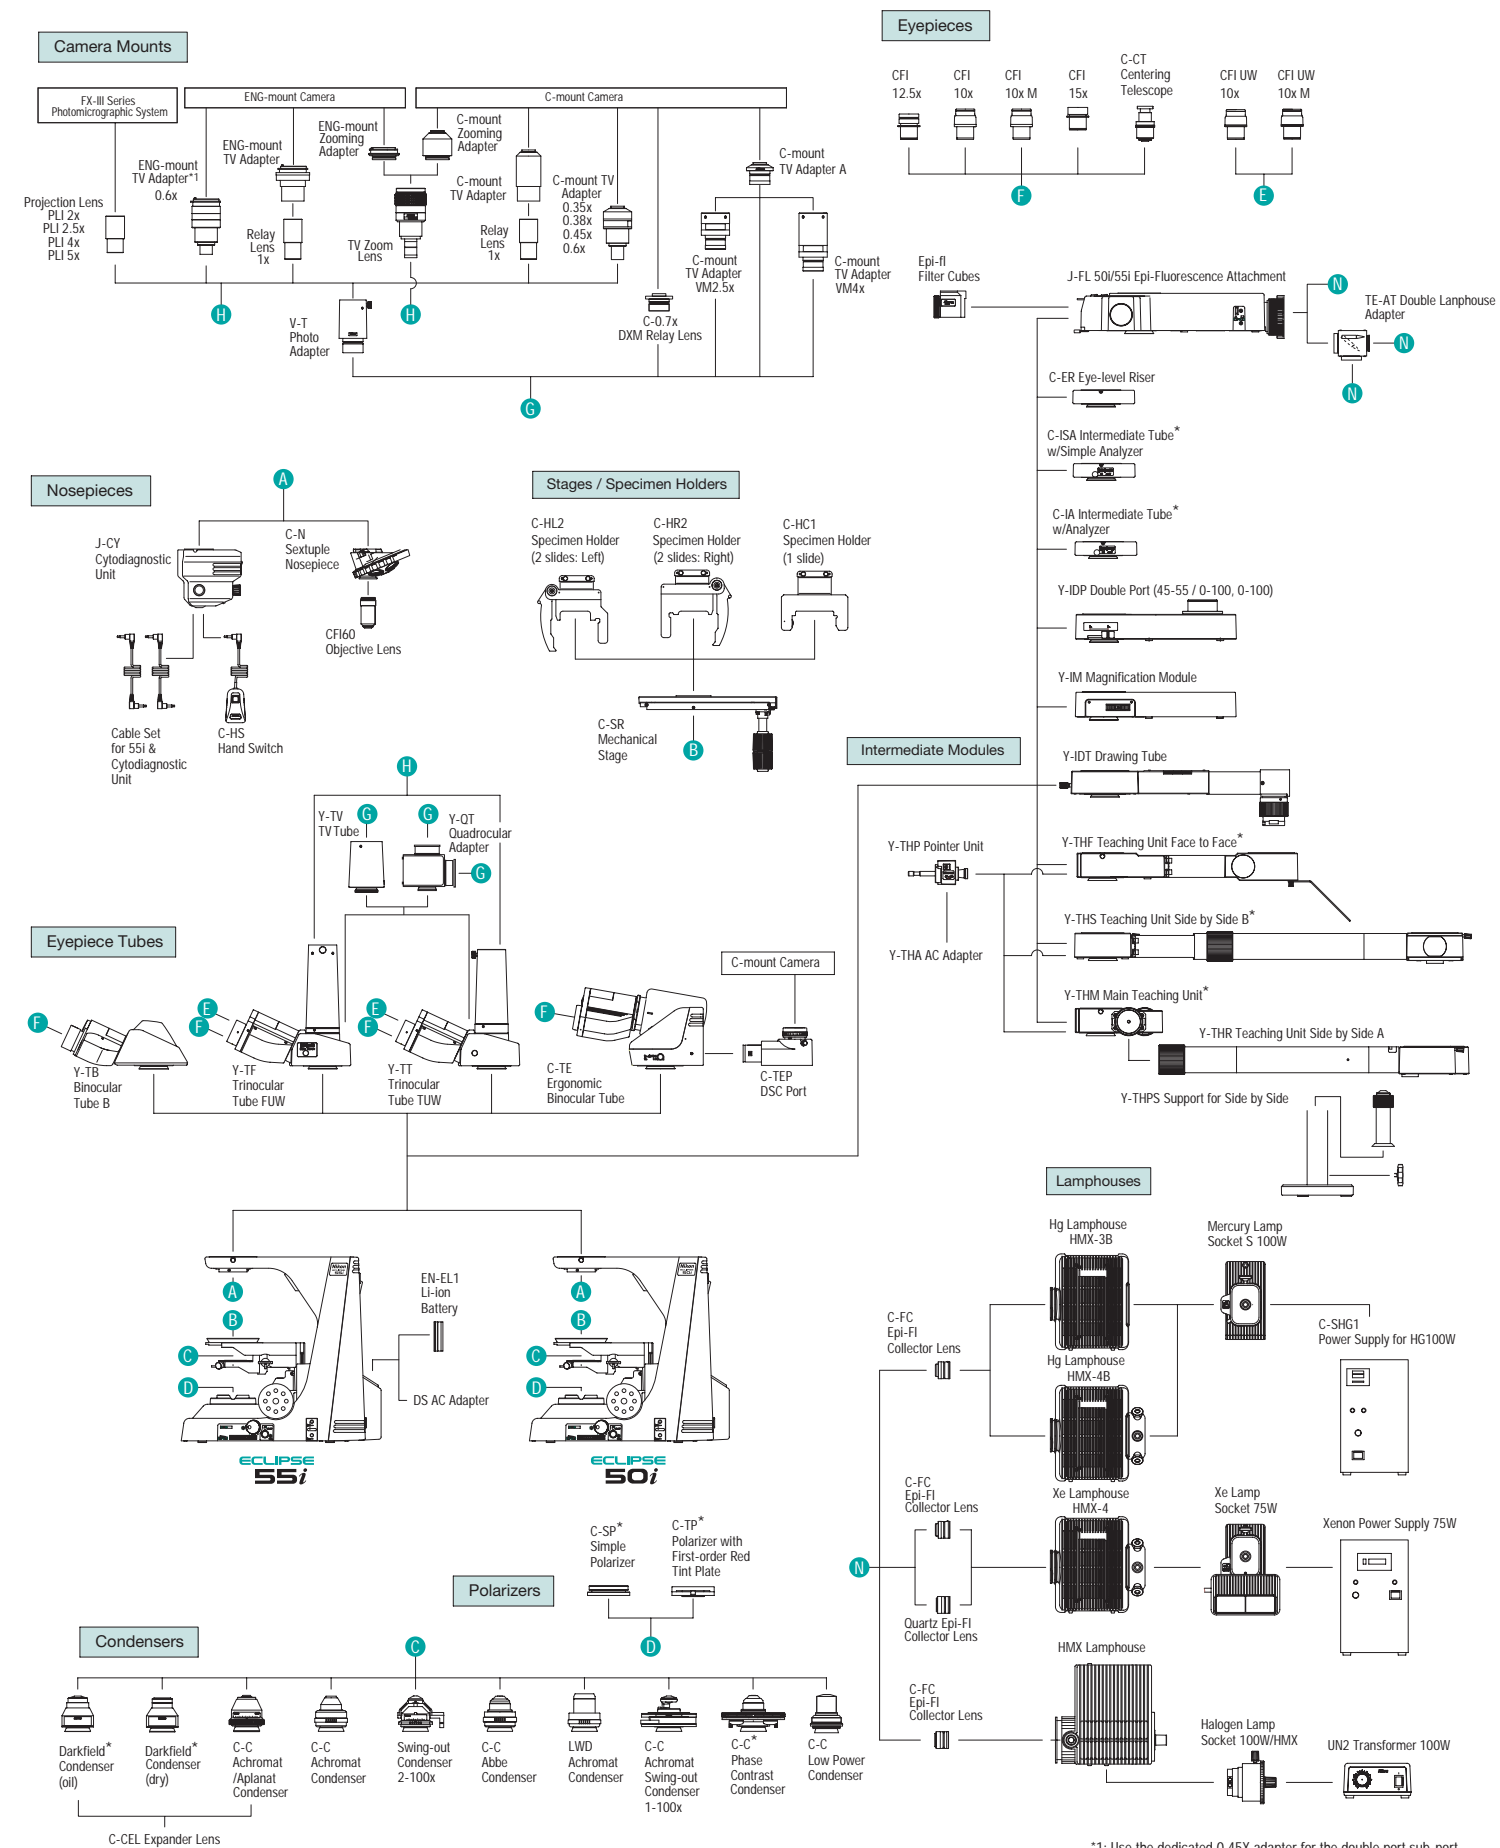 Camera Mounts
FX-III Series
Photomicrographic System
ENG-mount Camera
C-mount Camera
ENG-mount
TV Adapter*1
0.6x
ENG-mount
TV Adapter
ENG-mount
Zooming
Adapter
C-mount
Zooming
Adapter
C-mount
TV Adapter
C-mount TV
Adapter
0.35x
0.38x
0.45x
0.6x
C-mount
TV Adapter A
Projection Lens
PLI 2x
PLI 2.5x
PLI 4x
PLI 5x
Relay
Lens
1x
TV Zoom
Lens
Relay
Lens
1x
C-mount
TV Adapter
VM2.5x
C-mount
TV Adapter
VM4x
H
H
V-T
Photo
Adapter
C-0.7x
DXM Relay Lens
G
Eyepieces
CFI
12.5x
CFI
10x
CFI
10x M
CFI
15x
C-CT
Centering
Telescope
CFI UW
10x
CFI UW
10x M
F
E
Epi-fl
Filter Cubes
J-FL 50i/55i Epi-Fluorescence Attachment
N
TE-AT Double Lanphouse
Adapter
N
N
C-ER Eye-level Riser
C-ISA Intermediate Tube*
w/Simple Analyzer
C-IA Intermediate Tube*
w/Analyzer
Y-IDP Double Port (45-55 / 0-100, 0-100)
Y-IM Magnification Module
Intermediate Modules
Y-IDT Drawing Tube
Y-THP Pointer Unit
Y-THF Teaching Unit Face to Face*
Y-THA AC Adapter
Y-THS Teaching Unit Side by Side B*
Y-THM Main Teaching Unit*
Y-THR Teaching Unit Side by Side A
Y-THPS Support for Side by Side
Nosepieces
A
J-CY
Cytodiagnostic
Unit
C-N
Sextuple
Nosepiece
CFI60
Objective Lens
Cable Set
for 55i &
Cytodiagnostic
Unit
C-HS
Hand Switch
Stages / Specimen Holders
C-HL2
Specimen Holder
(2 slides: Left)
C-HR2
Specimen Holder
(2 slides: Right)
C-HC1
Specimen Holder
(1 slide)
C-SR
Mechanical
Stage
B
H
Y-TV
TV Tube
G
G
Y-QT
Quadrocular
Adapter
G
Eyepiece Tubes
F
Y-TB
Binocular
Tube B
E
F
Y-TF
Trinocular
Tube FUW
E
F
Y-TT
Trinocular
Tube TUW
F
C-TE
Ergonomic
Binocular Tube
C-mount Camera
C-TEP
DSC Port
Nikon
A
B
C
D
EN-EL1
Li-ion
Battery
DS AC Adapter
ECLIPSE
55i
Nikon
A
B
C
D
ECLIPSE
50i
Lamphouses
Hg Lamphouse
HMX-3B
Mercury Lamp
Socket S 100W
C-FC
Epi-Fl
Collector Lens
C-SHG1
Power Supply for HG100W
Hg Lamphouse
HMX-4B
C-FC
Epi-Fl
Collector Lens
Xe Lamphouse
HMX-4
Xe Lamp
Socket 75W
Xenon Power Supply 75W
N
Quartz Epi-Fl
Collector Lens
HMX Lamphouse
C-FC
Epi-Fl
Collector Lens
Halogen Lamp
Socket 100W/HMX
UN2 Transformer 100W
Polarizers
C-SP*
Simple
Polarizer
C-TP*
Polarizer with
First-order Red
Tint Plate
D
Condensers
C
Darkfield*
Condenser
(oil)
Darkfield*
Condenser
(dry)
C-C
Achromat
/Aplanat
Condenser
C-C
Achromat
Condenser
Swing-out
Condenser
2-100x
C-C
Abbe
Condenser
LWD
Achromat
Condenser
C-C
Achromat
Swing-out
Condenser
1-100x
C-C*
Phase
Contrast
Condenser
C-C
Low Power
Condenser
C-CEL Expander Lens
*1: Use the dedicated 0.45X adapter for the double port sub-port